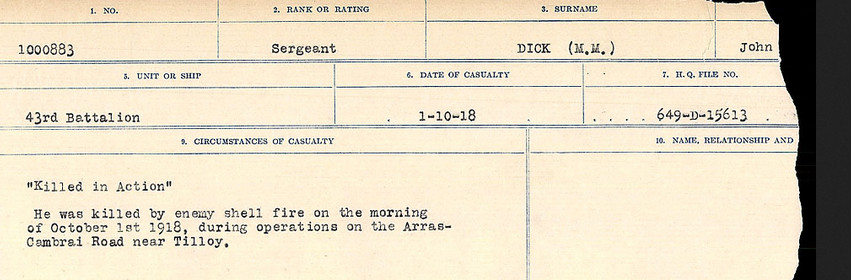 1. NO. 2. RANK OR RATING 3. SURNAME
1000883 Sergeant DICK (M.M.) John
5. UNIT OR SHIP 6. DATE OF CASUALTY 7. H.Q. FILE NO.
43rd Battalion . 1-10-18 . . . . . 649-D-15613 .
9. CIRCUMSTANCES OF CASUALTY 10. NAME, RELATIONSHIP AND
"Killed in Action"
He was killed by enemy shell fire on the morning
of October 1st 1918, during operations on the Arras-
Cambrai Road near Tilloy.